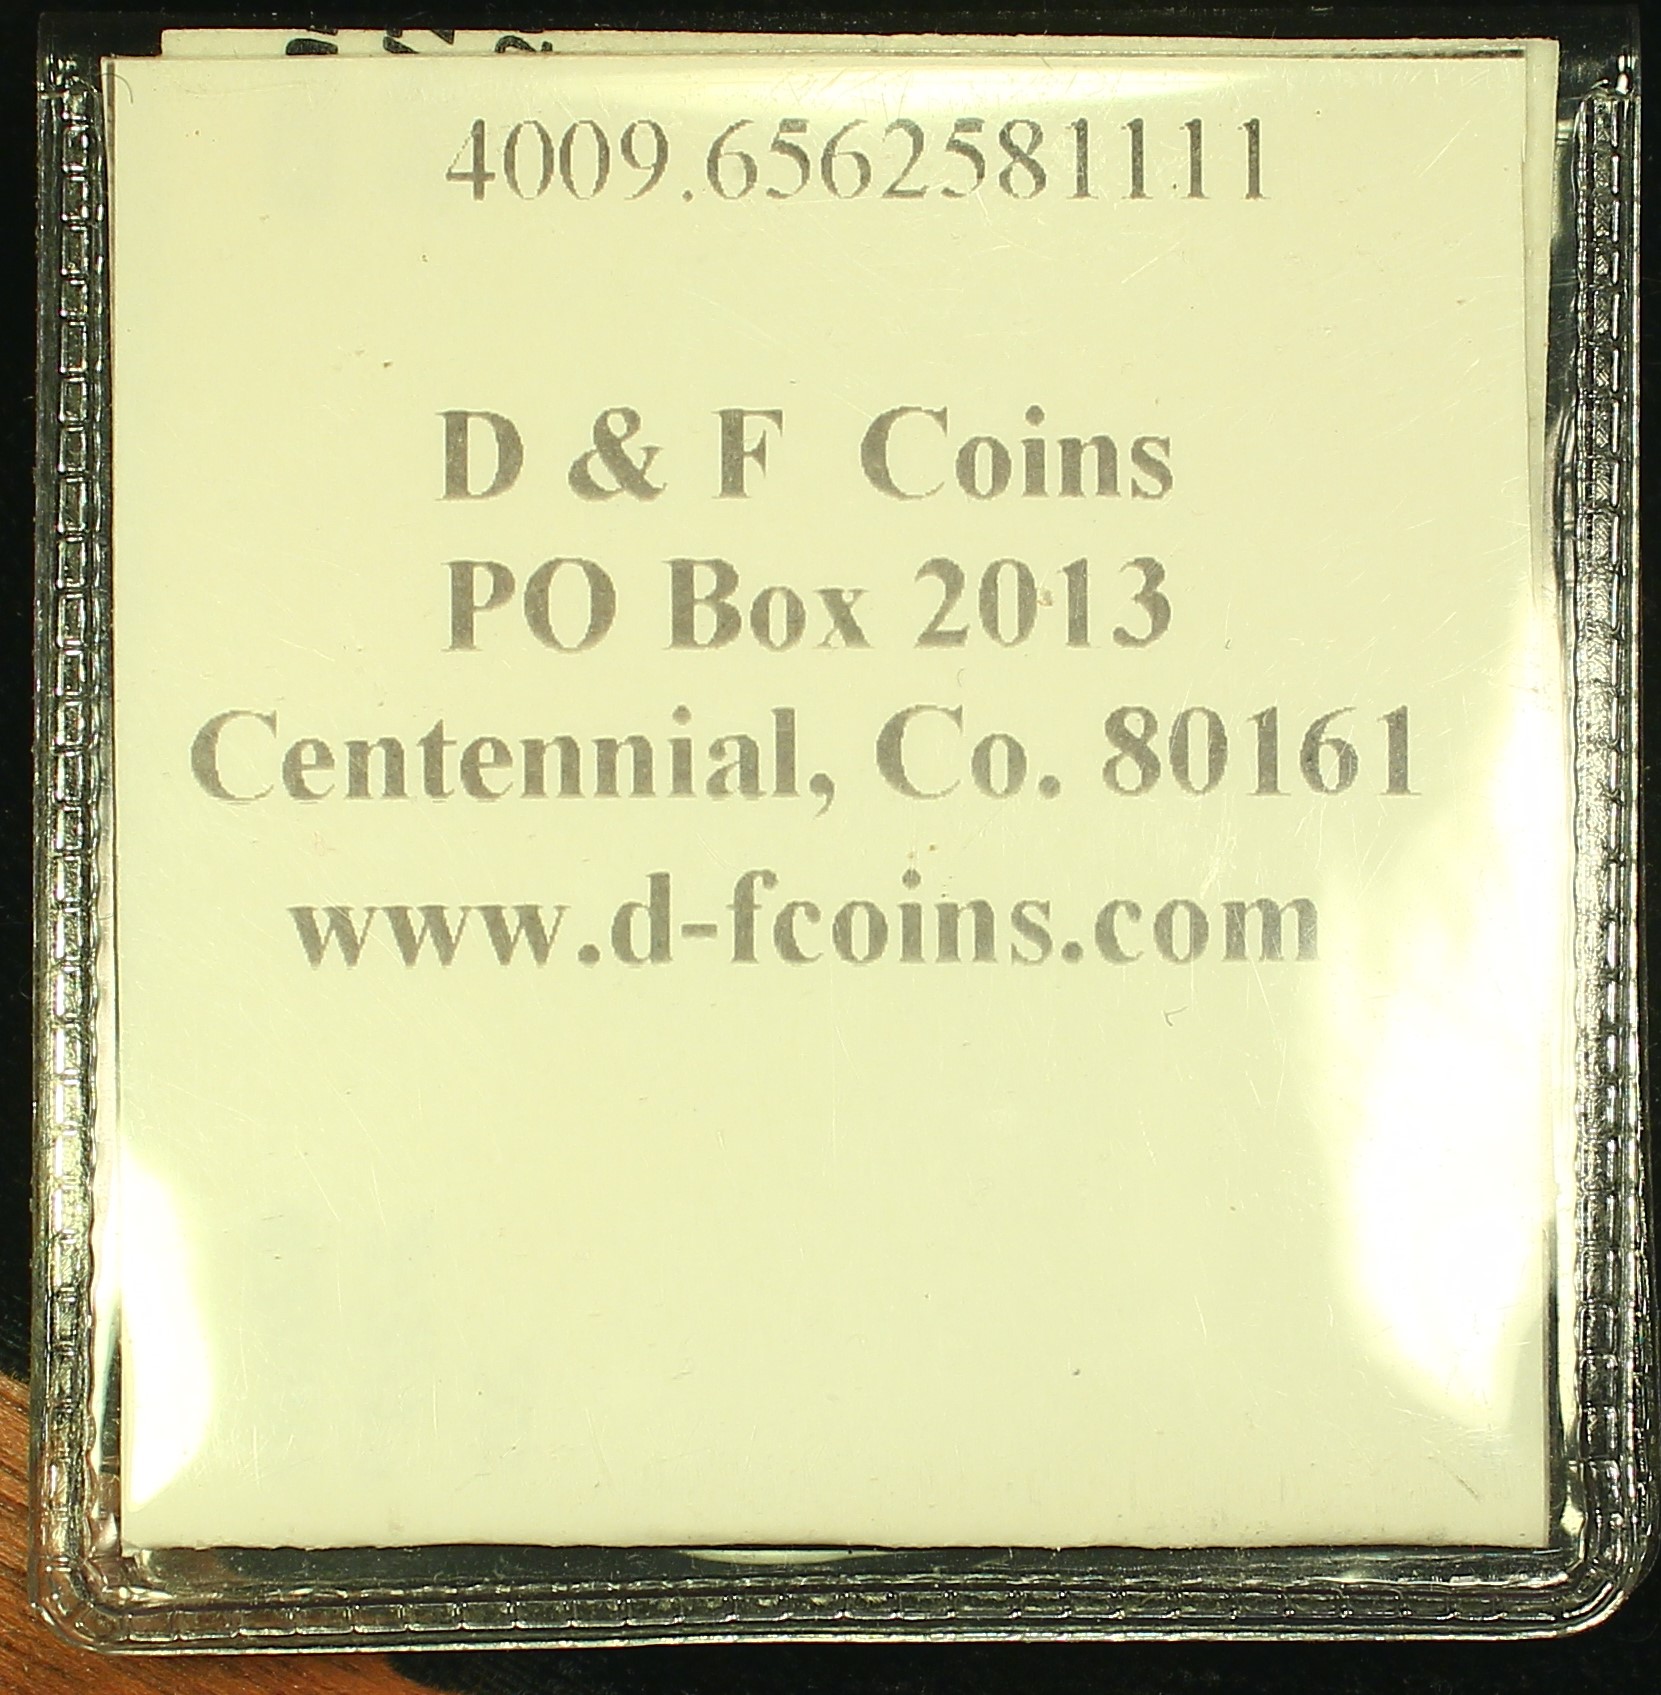 4009.6562581111
D & F Coins
PO Box 2013
Centennial, Co. 80161
www.d-fcoins.com